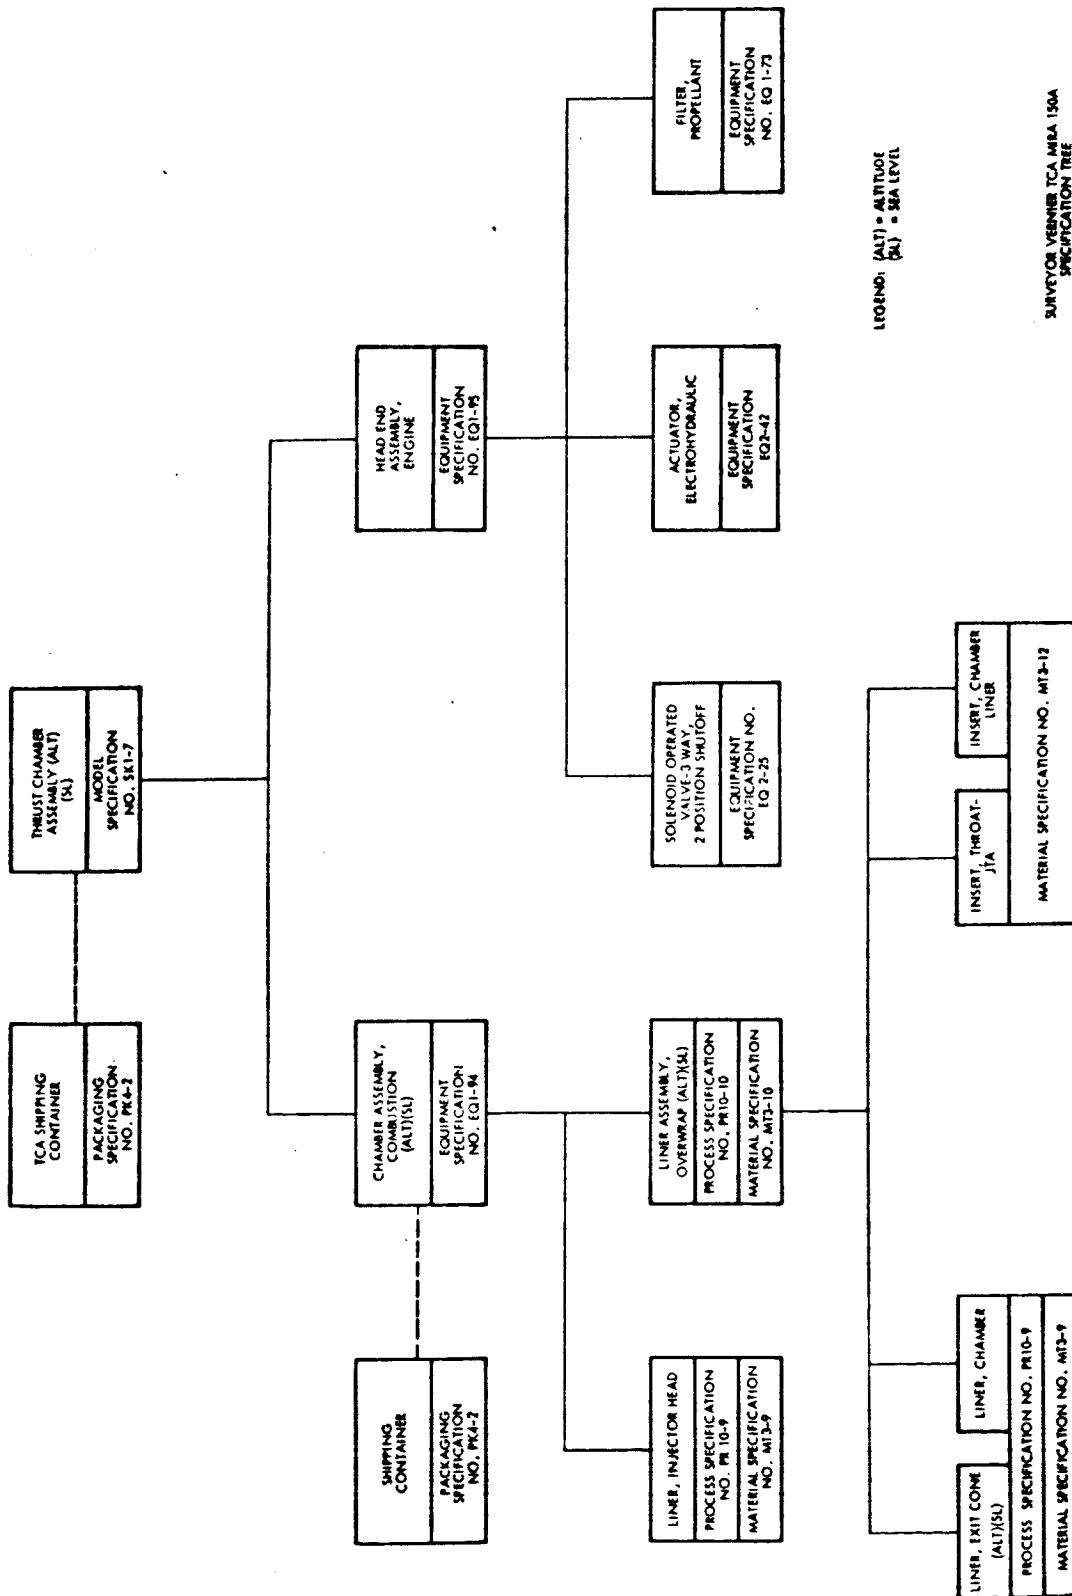 TCA SHIPPING
CONTAINER
PACKAGING
SPECIFICATION
NO. PK4-2
THRUST CHAMBER
ASSEMBLY (ALT)
(SL)
MODEL
SPECIFICATION
NO. SK1-7
SHIPPING
CONTAINER
PACKAGING
SPECIFICATION
NO. PK4-2
CHAMBER ASSEMBLY,
COMBUSTION
(ALT)(SL)
EQUIPMENT
SPECIFICATION
NO. EQ1-94
HEAD END
ASSEMBLY,
ENGINE
EQUIPMENT
SPECIFICATION
NO. EQ1-95
LINER, INJECTOR HEAD
PROCESS SPECIFICATION
NO. PR 10-9
MATERIAL SPECIFICATION
NO. MT3-9
LINER ASSEMBLY,
OVERWRAP (ALT)(SL)
PROCESS SPECIFICATION
NO. PR10-10
MATERIAL SPECIFICATION
NO. MT3-10
SOLENOID OPERATED
VALVE-3 WAY,
2 POSITION SHUTOFF
EQUIPMENT
SPECIFICATION NO.
EQ 2-25
ACTUATOR,
ELECTROHYDRAULIC
EQUIPMENT
SPECIFICATION
EQ2-42
FILTER,
PROPELLANT
EQUIPMENT
SPECIFICATION
NO. EQ 1-73
LINER, EXIT CONE
(ALT)(SL)
LINER, CHAMBER
PROCESS SPECIFICATION NO. PR10-9
MATERIAL SPECIFICATION NO. MT3-9
INSERT, THROAT-
JTA
INSERT, CHAMBER
LINER
MATERIAL SPECIFICATION NO. MT3-12
LEGEND: (ALT) = ALTITUDE
(SL) = SEA LEVEL
SURVEYOR VERNIER TCA MIRA 150A
SPECIFICATION TREE